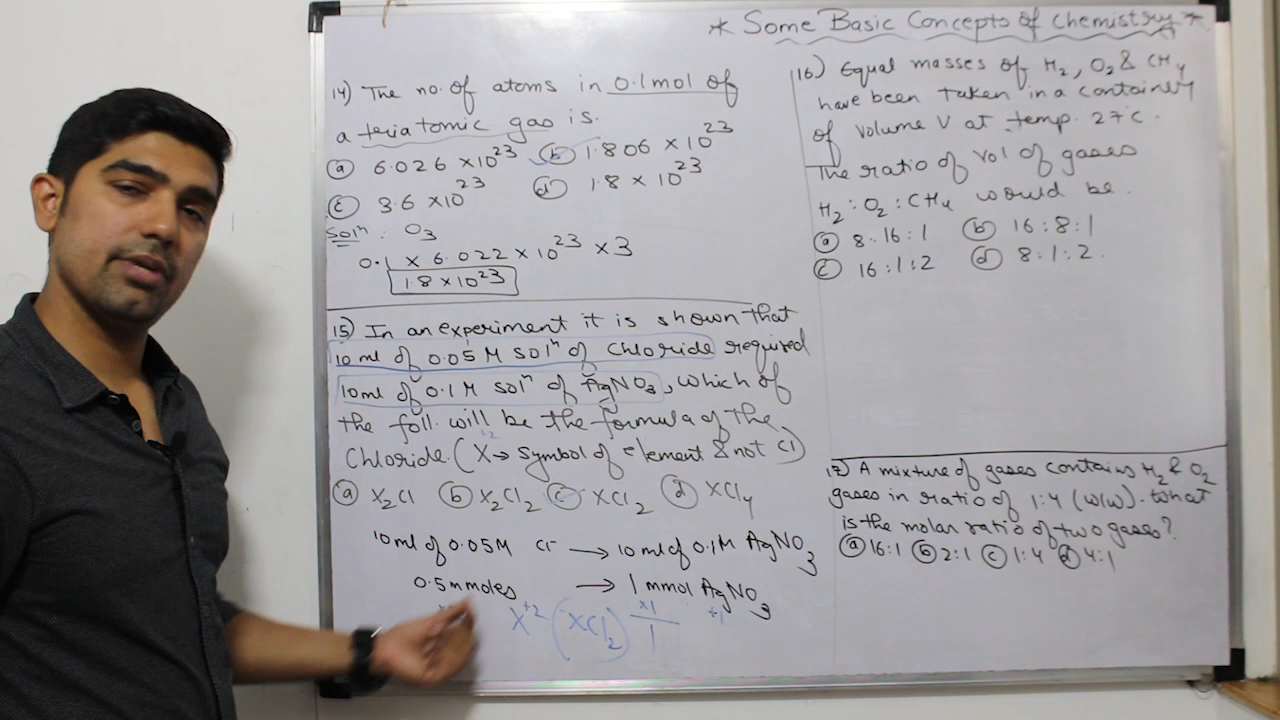 * Some Basic Concepts of Chemistry *
14) The no. of atoms in 0.1 mol of
a triatomic gas is.
(a) 6.026 × 10^23 (b) 1.806 × 10^23
(c) 3.6 × 10^23 (d) 1.8 × 10^23
Solⁿ : O₃
0.1 × 6.022 × 10^23 × 3
1.8 × 10^23
15) In an experiment it is shown that
10 ml of 0.05 M solⁿ of Chloride required
10 ml of 0.1 M solⁿ of AgNO₃, which of
the foll. will be the formula of the
Chloride (X → symbol of element & not Cl)
+2
(a) X₂Cl (b) X₂Cl₂ (c) XCl₂ (d) XCl₄
10 ml of 0.05M Cl⁻ → 10 ml of 0.1M AgNO₃
0.5 mmoles → 1 mmol AgNO₃
X⁺² (XCl₂) ×1/1 +1
16) Equal masses of H₂, O₂ & CH₄
have been taken in a container
of volume V at temp. 27°C.
The ratio of Vol of gases
H₂ : O₂ : CH₄ would be.
(a) 8:16:1 (b) 16:8:1
(c) 16:1:2 (d) 8:1:2.
17) A mixture of gases contains H₂ & O₂
gases in ratio of 1:4 (w/w). What
is the molar ratio of two gases?
(a) 16:1 (b) 2:1 (c) 1:4 (d) 4:1